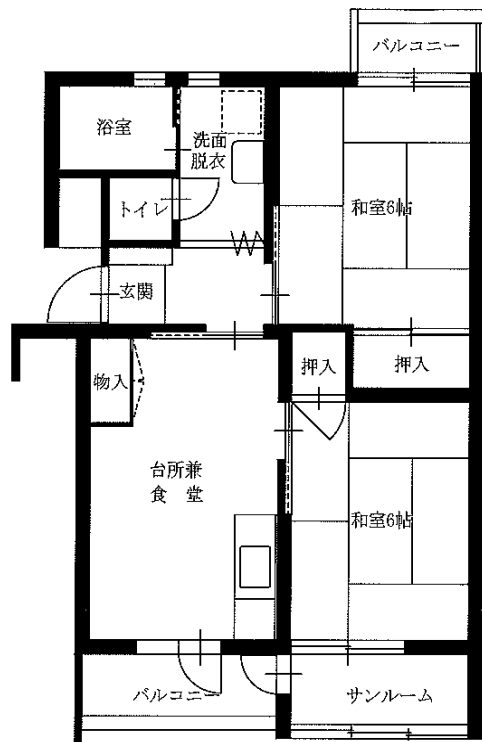 バルコニー
浴室
洗面
脱衣
トイレ
和室6帖
玄関
物入
押入
押入
台所兼
食 堂
和室6帖
バルコニー
サンルーム